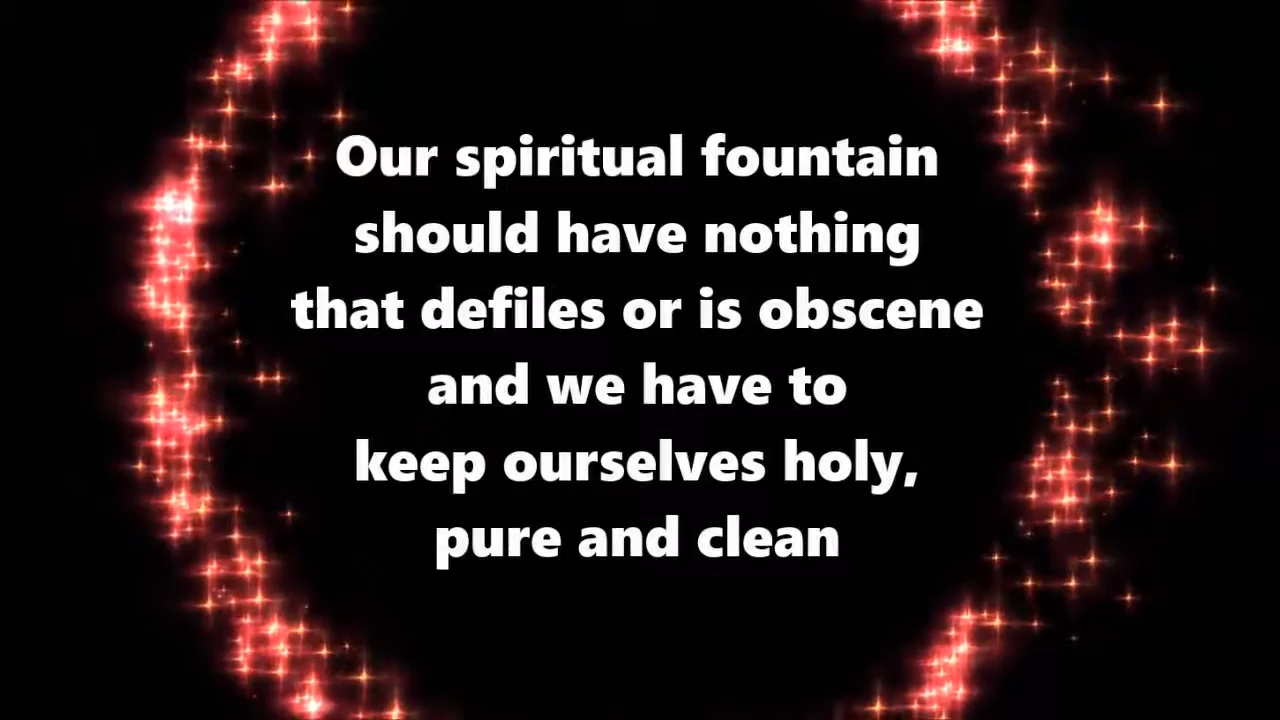 Our spiritual fountain
should have nothing
that defiles or is obscene
and we have to
keep ourselves holy,
pure and clean